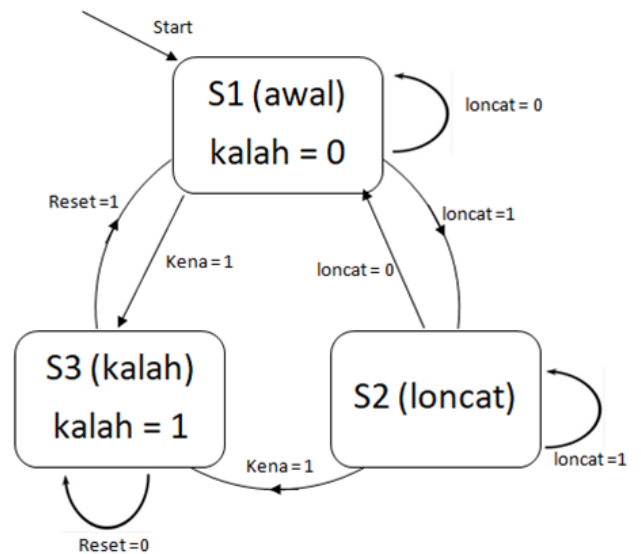 Start
S1 (awal)
kalah = 0
loncat = 0
Reset =1
loncat =1
Kena = 1
loncat = 0
S3 (kalah)
kalah = 1
S2 (loncat)
Kena = 1
loncat =1
Reset =0